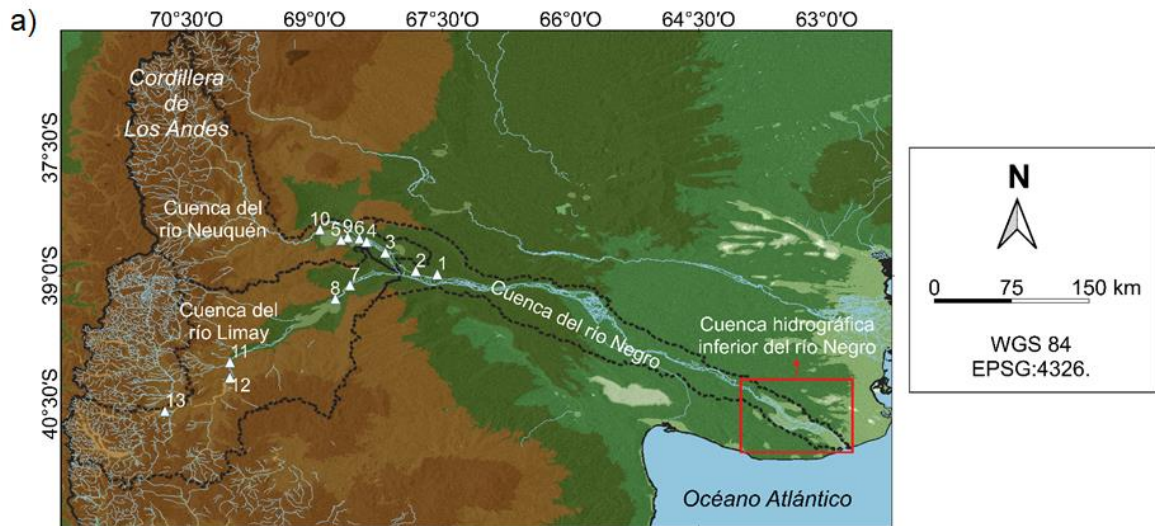 a)
70°30'O 69°0'O 67°30'O 66°0'O 64°30'O 63°0'O
37°30'S
39°0'S
40°30'S
Cordillera
de
Los Andes
Cuenca del
río Neuquén
10
5
9
6
4
3
2
1
7
8
Cuenca del
río Limay
11
12
13
Cuenca del río Negro
Cuenca hidrográfica
inferior del río Negro
Océano Atlántico
N
0 75 150 km
WGS 84
EPSG:4326.